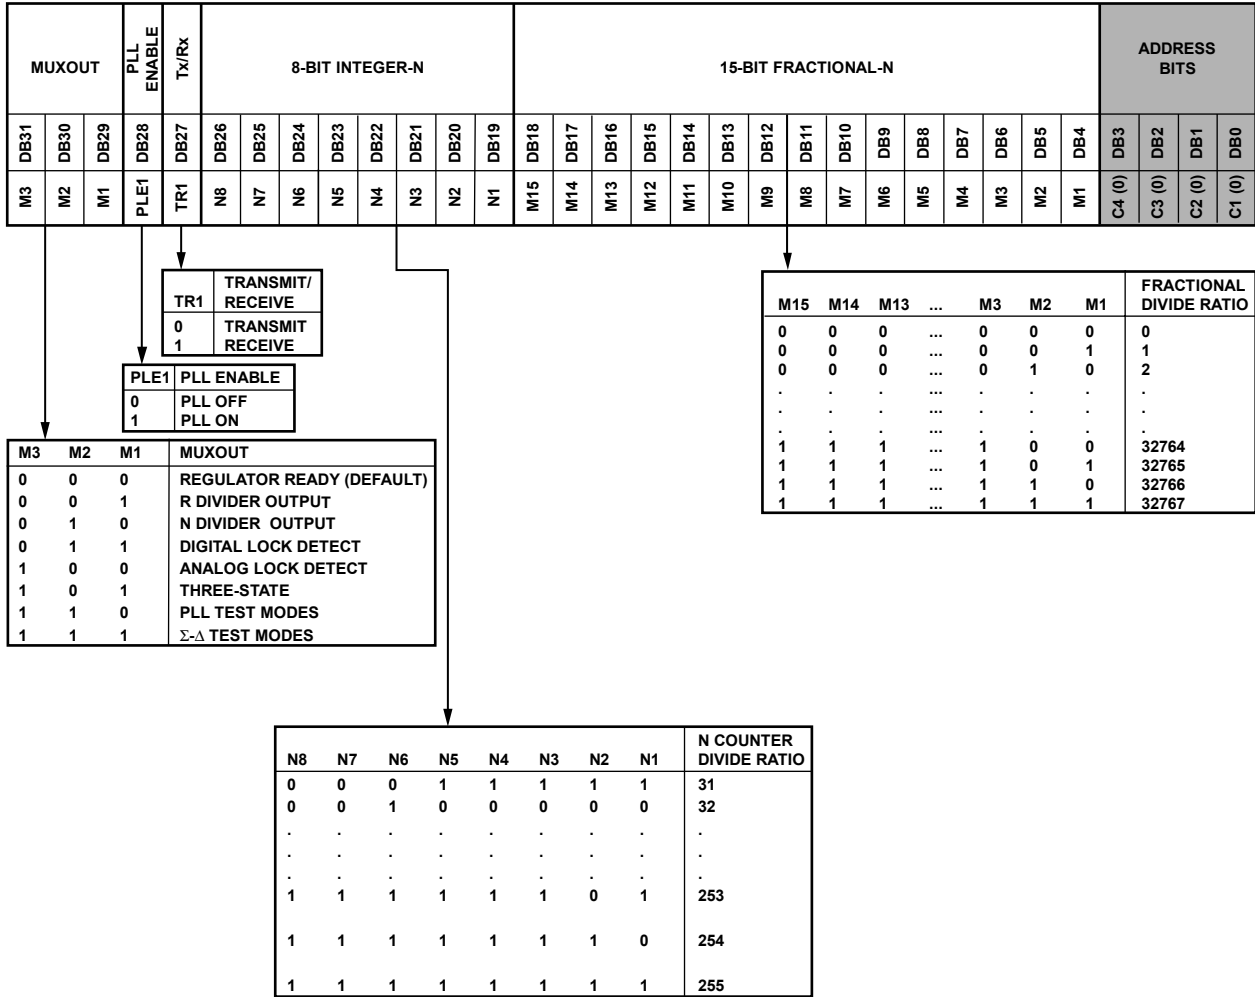 MUXOUT
PLL ENABLE
Tx/Rx
8-BIT INTEGER-N
15-BIT FRACTIONAL-N
ADDRESS BITS
DB31 DB30 DB29 DB28 DB27 DB26 DB25 DB24 DB23 DB22 DB21 DB20 DB19 DB18 DB17 DB16 DB15 DB14 DB13 DB12 DB11 DB10 DB9 DB8 DB7 DB6 DB5 DB4 DB3 DB2 DB1 DB0
M3 M2 M1 PLE1 TR1 N8 N7 N6 N5 N4 N3 N2 N1 M15 M14 M13 M12 M11 M10 M9 M8 M7 M6 M5 M4 M3 M2 M1 C4 (0) C3 (0) C2 (0) C1 (0)
TR1 TRANSMIT/ RECEIVE
0 TRANSMIT
1 RECEIVE
PLE1 PLL ENABLE
0 PLL OFF
1 PLL ON
M3 M2 M1 MUXOUT
0 0 0 REGULATOR READY (DEFAULT)
0 0 1 R DIVIDER OUTPUT
0 1 0 N DIVIDER OUTPUT
0 1 1 DIGITAL LOCK DETECT
1 0 0 ANALOG LOCK DETECT
1 0 1 THREE-STATE
1 1 0 PLL TEST MODES
1 1 1 Σ-Δ TEST MODES
M15 M14 M13 ... M3 M2 M1 FRACTIONAL DIVIDE RATIO
0 0 0 ... 0 0 0 0
0 0 0 ... 0 0 1 1
0 0 0 ... 0 1 0 2
. . . ... . . . .
. . . ... . . . .
. . . ... . . . .
1 1 1 ... 1 0 0 32764
1 1 1 ... 1 0 1 32765
1 1 1 ... 1 1 0 32766
1 1 1 ... 1 1 1 32767
N8 N7 N6 N5 N4 N3 N2 N1 N COUNTER DIVIDE RATIO
0 0 0 1 1 1 1 1 31
0 0 1 0 0 0 0 0 32
. . . . . . . . .
. . . . . . . . .
. . . . . . . . .
1 1 1 1 1 1 0 1 253
1 1 1 1 1 1 1 0 254
1 1 1 1 1 1 1 1 255